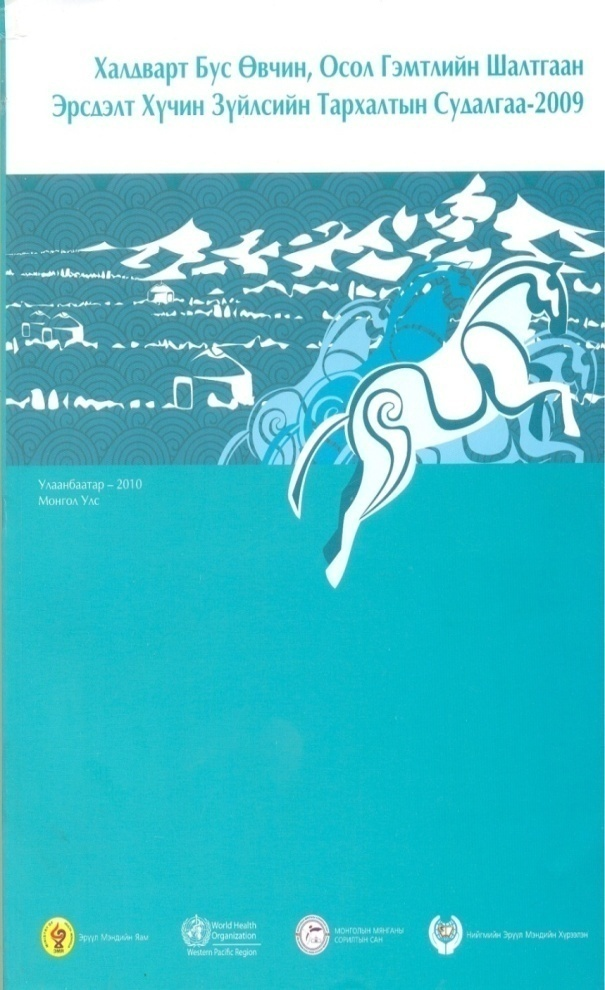 Халдварт Бус Өвчин, Осол Гэмтлийн Шалтгаан
Эрсдэлт Хүчин Зүйлсийн Тархалтын Судалгаа-2009
Улаанбаатар – 2010
Монгол Улс
Эрүүл Мэндийн Яам
World Health
Organization
Western Pacific Region
МОНГОЛЫН МЯНГАНЫ
СОРИЛТЫН САН
Нийгмийн Эрүүл Мэндийн Хүрээлэн